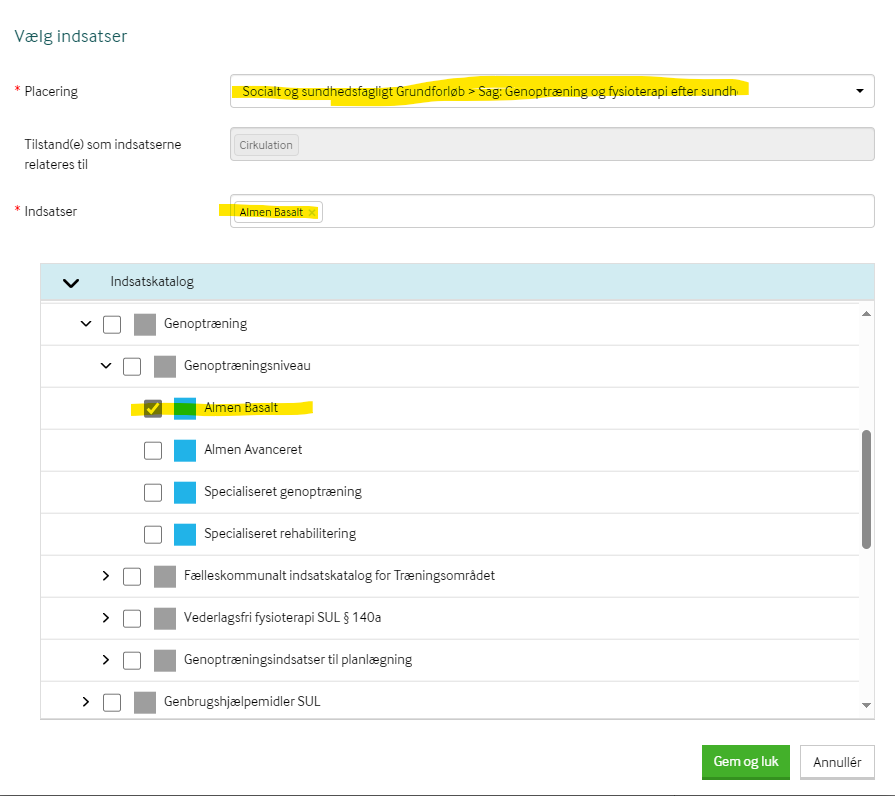 Vælg indsatser
* Placering
Socialt og sundhedsfagligt Grundforløb > Sag: Genoptræning og fysioterapi efter sundh
Tilstand(e) som indsatserne
relateres til
Cirkulation
* Indsatser
Almen Basalt ×
Indsatskatalog
Genoptræning
Genoptræningsniveau
Almen Basalt
Almen Avanceret
Specialiseret genoptræning
Specialiseret rehabilitering
Fælleskommunalt indsatskatalog for Træningsområdet
Vederlagsfri fysioterapi SUL § 140a
Genoptræningsindsatser til planlægning
Genbrugshjælpemidler SUL
Gem og luk
Annullér